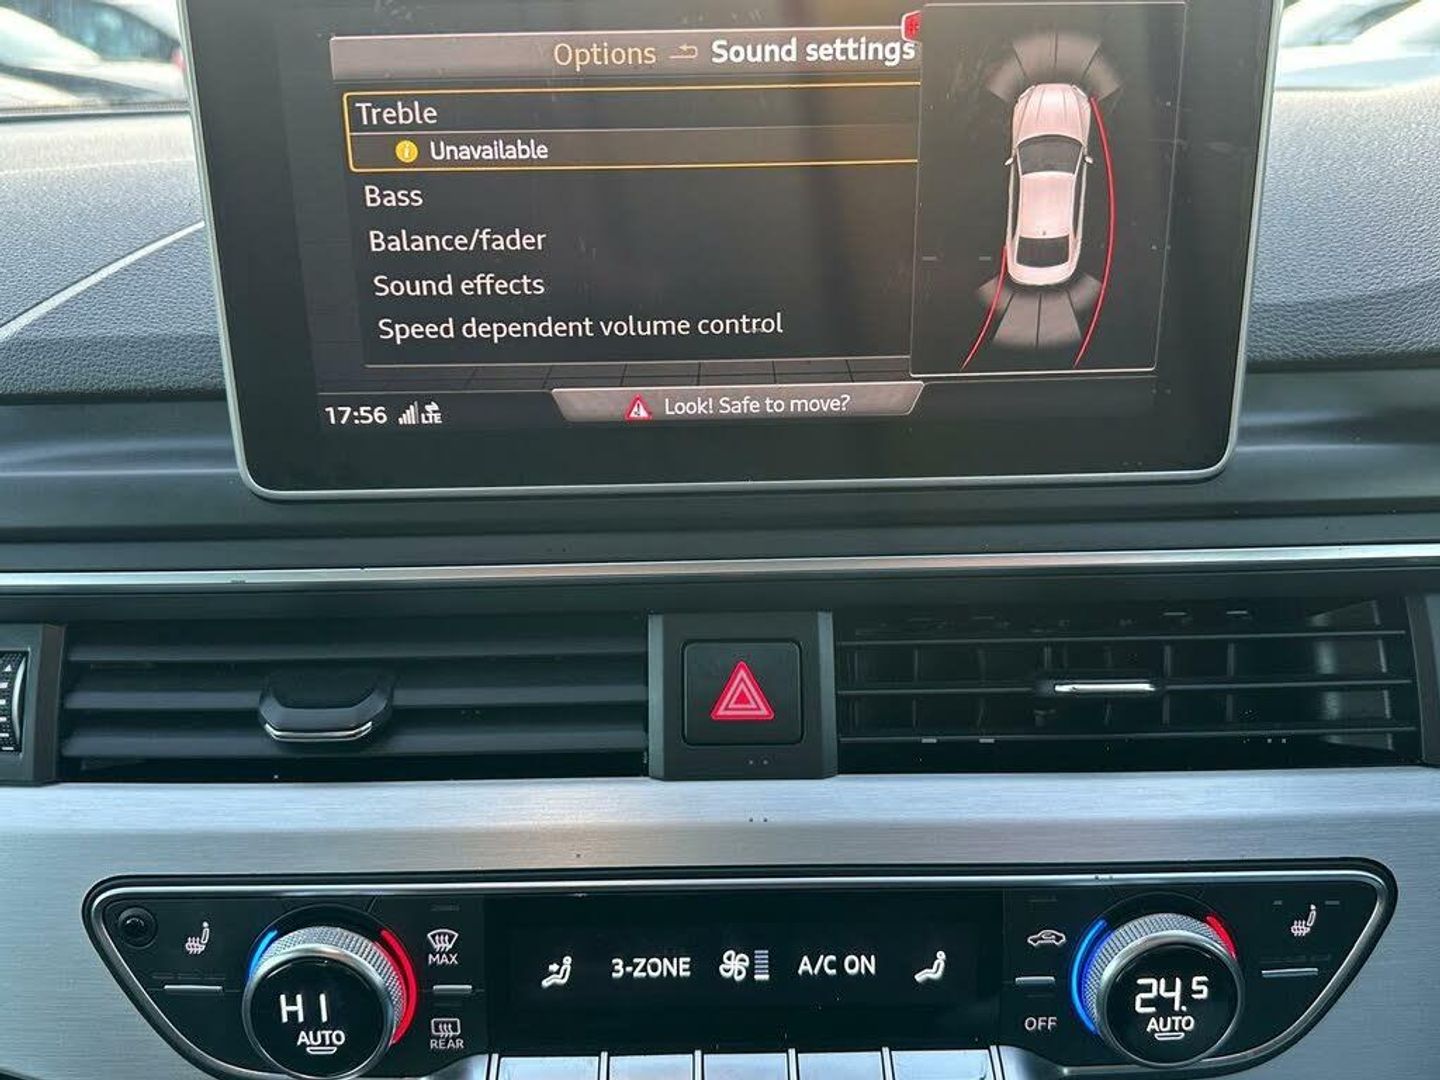 Options Sound settings
Treble
Unavailable
Bass
Balance/fader
Sound effects
Speed dependent volume control
17:56 LTE
Look! Safe to move?
MAX
3-ZONE A/C ON
HI
AUTO
REAR
OFF
24.5
AUTO